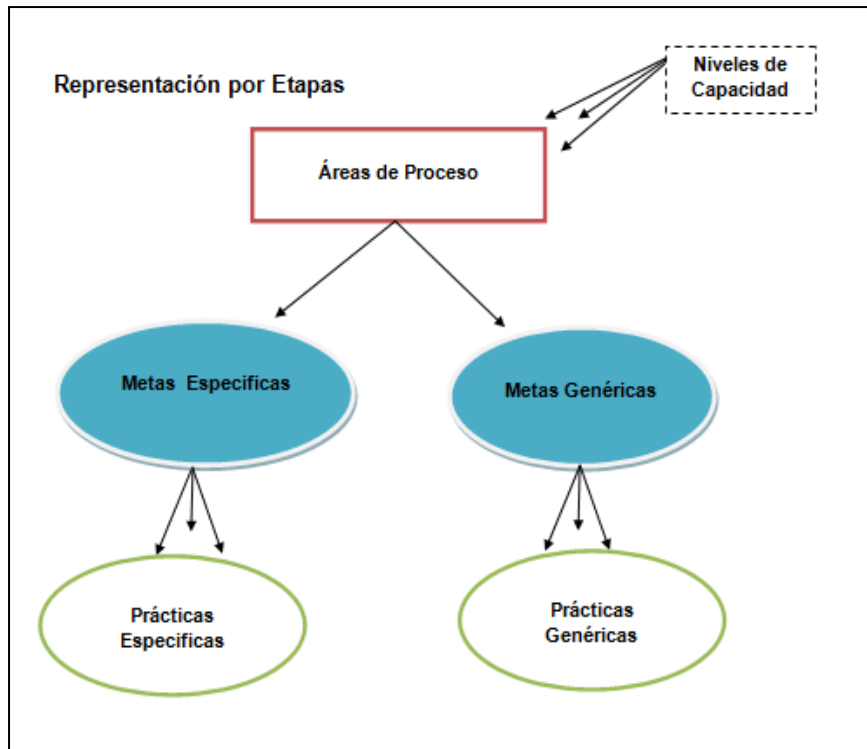 Representación por Etapas
Niveles de
Capacidad
Áreas de Proceso
Metas Especificas
Metas Genéricas
Prácticas
Especificas
Prácticas
Genéricas